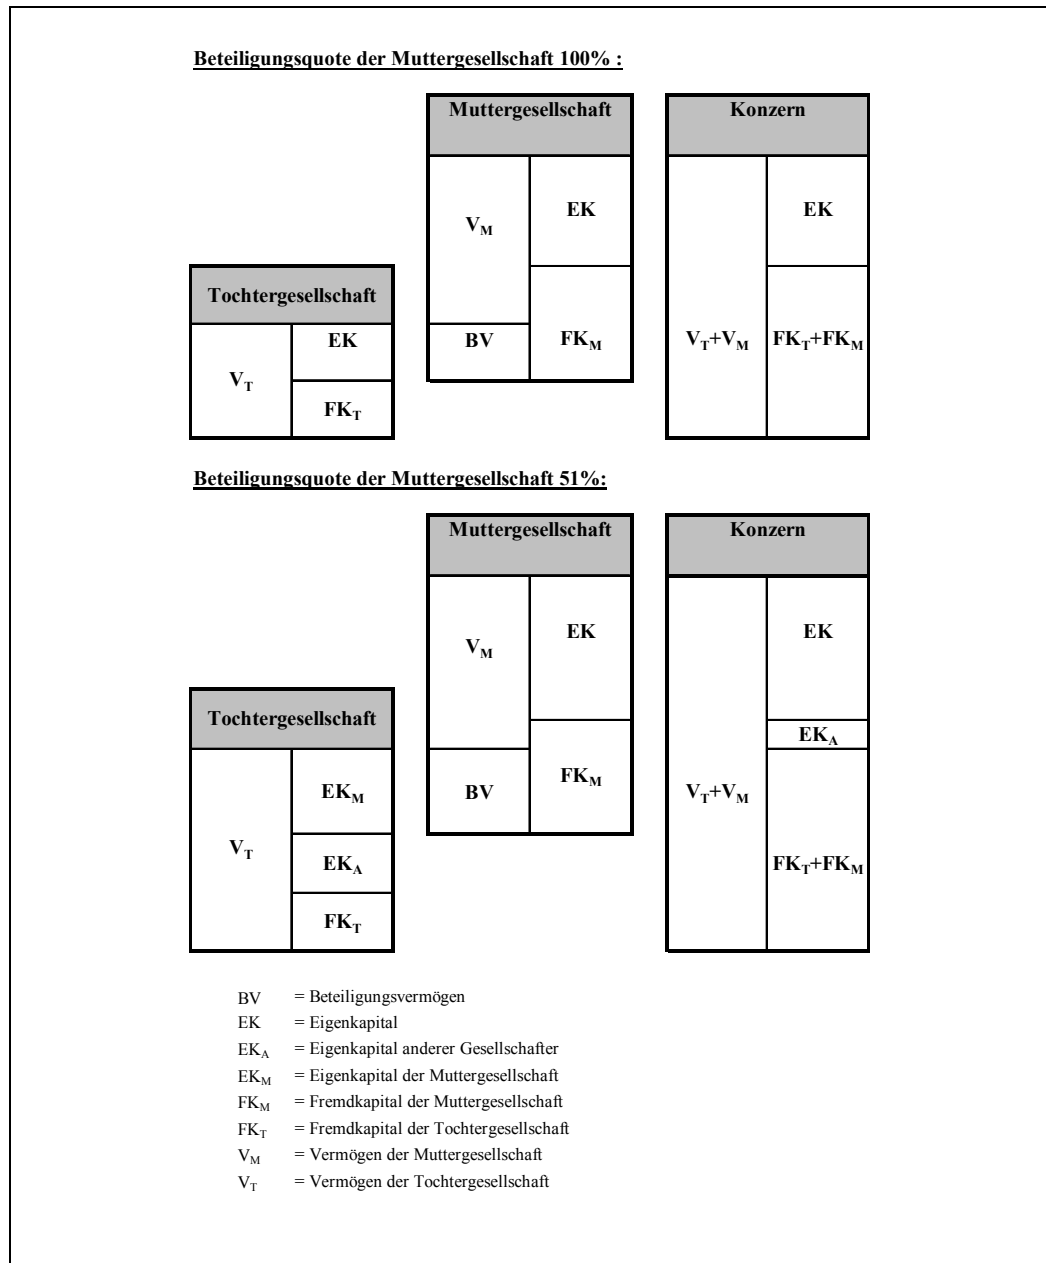 Beteiligungsquote der Muttergesellschaft 100% :
Muttergesellschaft
Konzern
V_M
EK
EK
Tochtergesellschaft
EK
BV
FK_M
V_T+V_M
FK_T+FK_M
V_T
FK_T
Beteiligungsquote der Muttergesellschaft 51%:
Muttergesellschaft
Konzern
V_M
EK
EK
Tochtergesellschaft
EK_A
EK_M
BV
FK_M
V_T+V_M
V_T
EK_A
FK_T+FK_M
FK_T
BV = Beteiligungsvermögen
EK = Eigenkapital
EK_A = Eigenkapital anderer Gesellschafter
EK_M = Eigenkapital der Muttergesellschaft
FK_M = Fremdkapital der Muttergesellschaft
FK_T = Fremdkapital der Tochtergesellschaft
V_M = Vermögen der Muttergesellschaft
V_T = Vermögen der Tochtergesellschaft